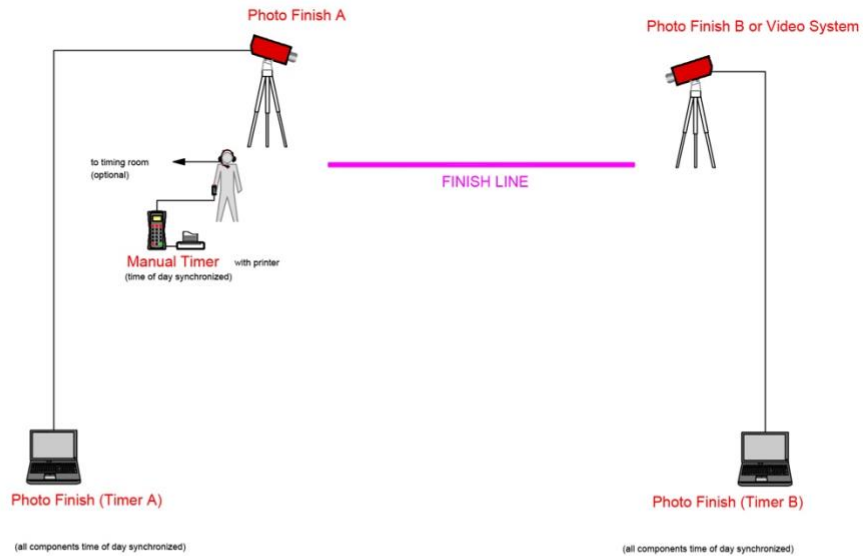 Photo Finish A
Photo Finish B or Video System
to timing room
(optional)
FINISH LINE
Manual Timer with printer
(time of day synchronized)
Photo Finish (Timer A)
Photo Finish (Timer B)
(all components time of day synchronized)
(all components time of day synchronized)